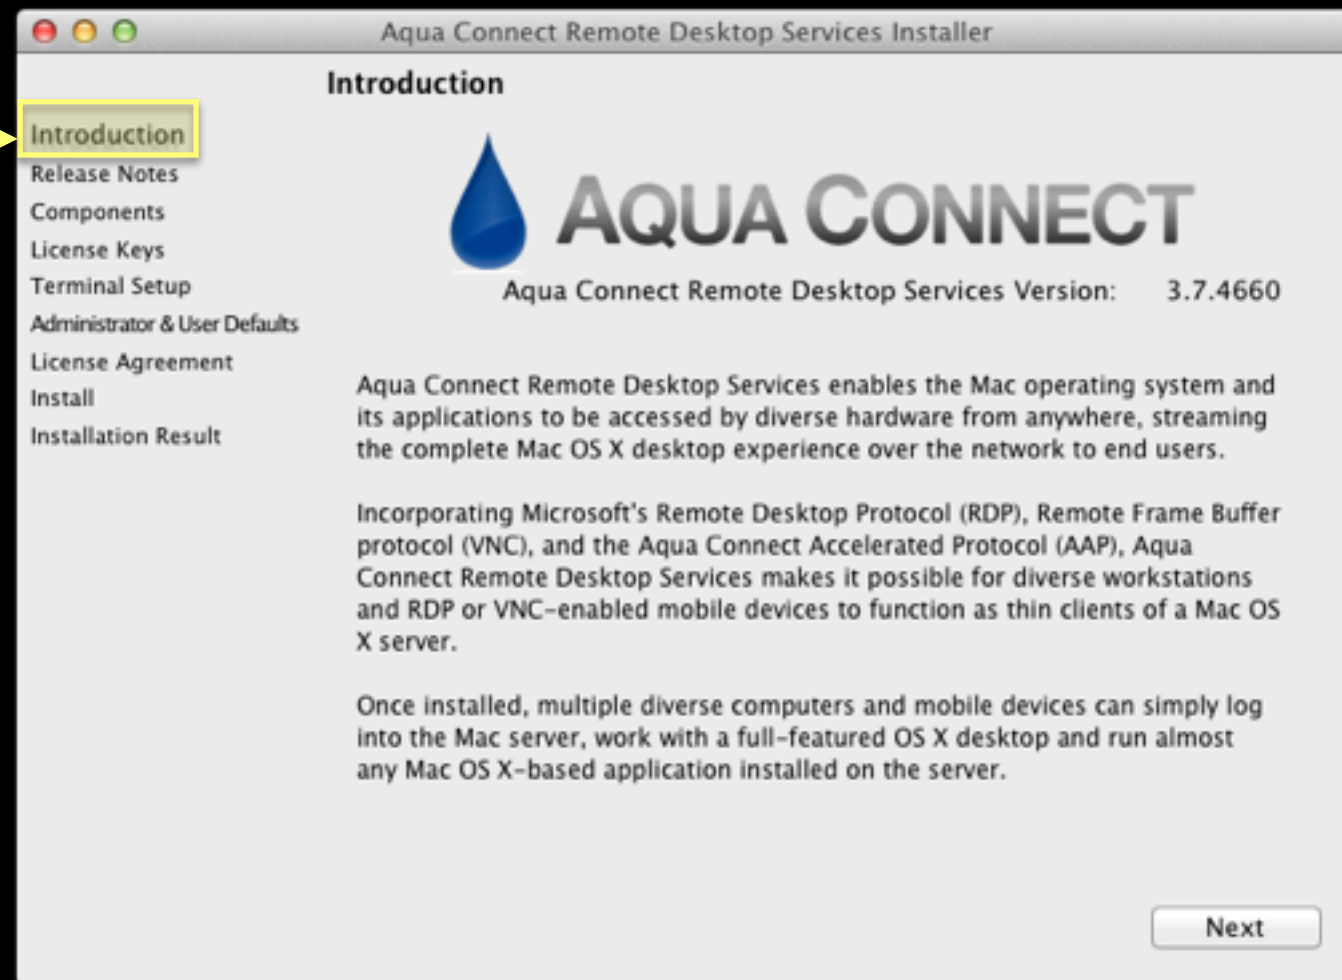 Aqua Connect Remote Desktop Services Installer
Introduction
Introduction
Release Notes
Components
License Keys
Terminal Setup
Administrator & User Defaults
License Agreement
Install
Installation Result
AQUA CONNECT
Aqua Connect Remote Desktop Services Version: 3.7.4660
Aqua Connect Remote Desktop Services enables the Mac operating system and
its applications to be accessed by diverse hardware from anywhere, streaming
the complete Mac OS X desktop experience over the network to end users.
Incorporating Microsoft's Remote Desktop Protocol (RDP), Remote Frame Buffer
protocol (VNC), and the Aqua Connect Accelerated Protocol (AAP), Aqua
Connect Remote Desktop Services makes it possible for diverse workstations
and RDP or VNC-enabled mobile devices to function as thin clients of a Mac OS
X server.
Once installed, multiple diverse computers and mobile devices can simply log
into the Mac server, work with a full-featured OS X desktop and run almost
any Mac OS X-based application installed on the server.
Next